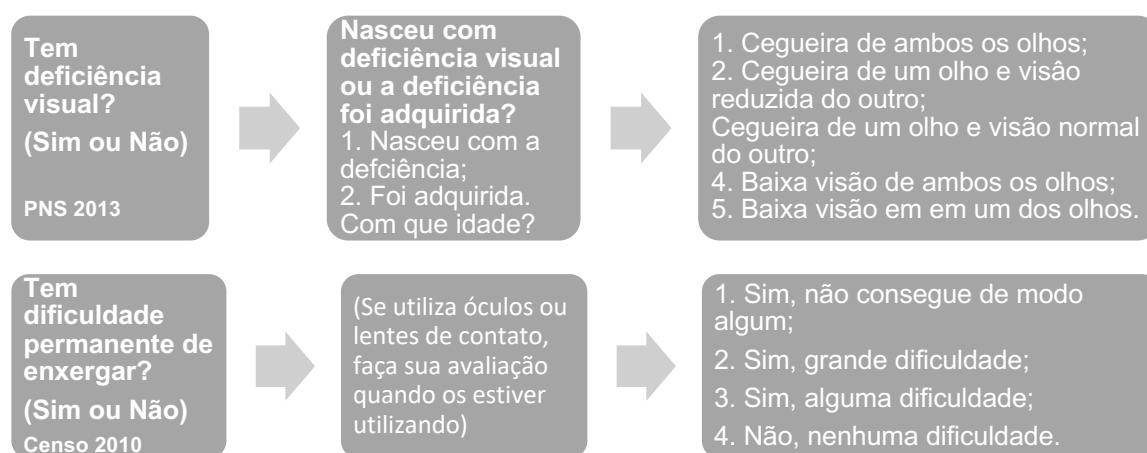 Tem
deficiência
visual?
(Sim ou Não)
PNS 2013
Nasceu com
deficiência visual
ou a deficiência
foi adquirida?
1. Nasceu com a
defciência;
2. Foi adquirida.
Com que idade?
1. Cegueira de ambos os olhos;
2. Cegueira de um olho e visâo
reduzida do outro;
Cegueira de um olho e visão normal
do outro;
4. Baixa visão de ambos os olhos;
5. Baixa visão em em um dos olhos.
Tem
dificuldade
permanente de
enxergar?
(Sim ou Não)
Censo 2010
(Se utiliza óculos ou
lentes de contato,
faça sua avaliação
quando os estiver
utilizando)
1. Sim, não consegue de modo
algum;
2. Sim, grande dificuldade;
3. Sim, alguma dificuldade;
4. Não, nenhuma dificuldade.